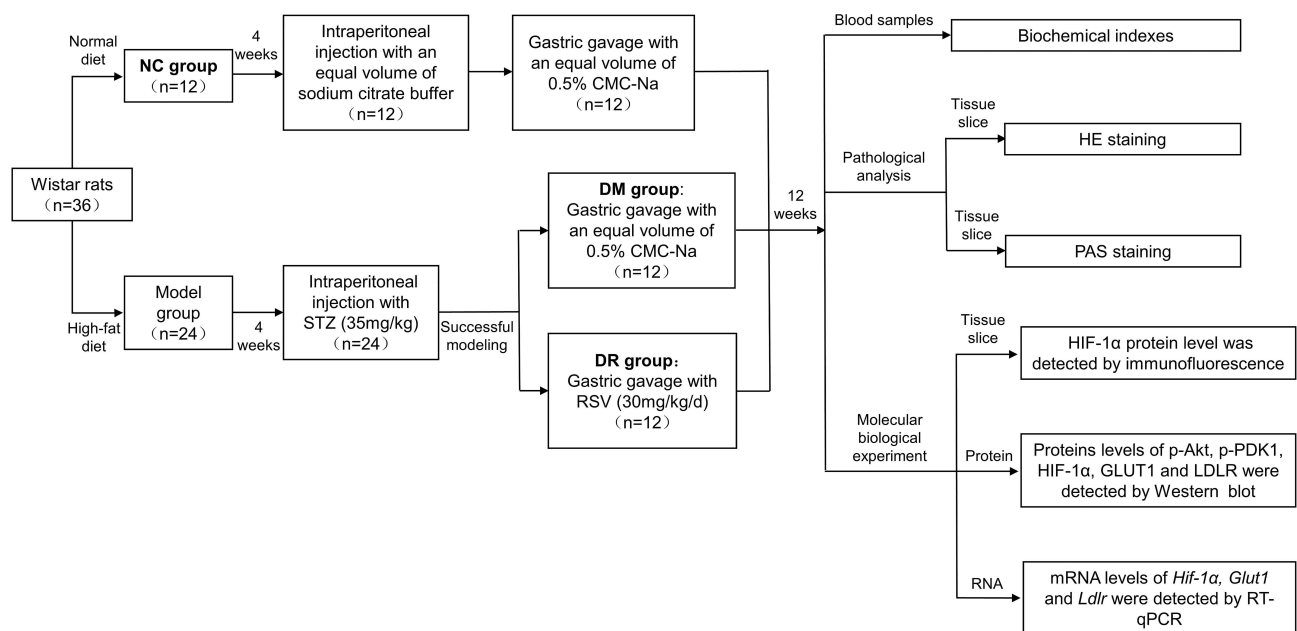 Normal
diet
NC group
（n=12）
4
weeks
Intraperitoneal
injection with an
equal volume of
sodium citrate buffer
（n=12）
Gastric gavage with
an equal volume of
0.5% CMC-Na
（n=12）
Wistar rats
（n=36）
High-fat
diet
Model
group
（n=24）
4
weeks
Intraperitoneal
injection with
STZ (35mg/kg)
（n=24）
Successful
modeling
DM group:
Gastric gavage with
an equal volume of
0.5% CMC-Na
（n=12）
DR group：
Gastric gavage with
RSV (30mg/kg/d)
（n=12）
12
weeks
Blood samples
Biochemical indexes
Pathological
analysis
Tissue
slice
HE staining
Tissue
slice
PAS staining
Molecular
biological
experiment
Tissue
slice
HIF-1α protein level was
detected by immunofluorescence
Protein
Proteins levels of p-Akt, p-PDK1,
HIF-1α, GLUT1 and LDLR were
detected by Western blot
RNA
mRNA levels of Hif-1α, Glut1
and Ldlr were detected by RT-
qPCR